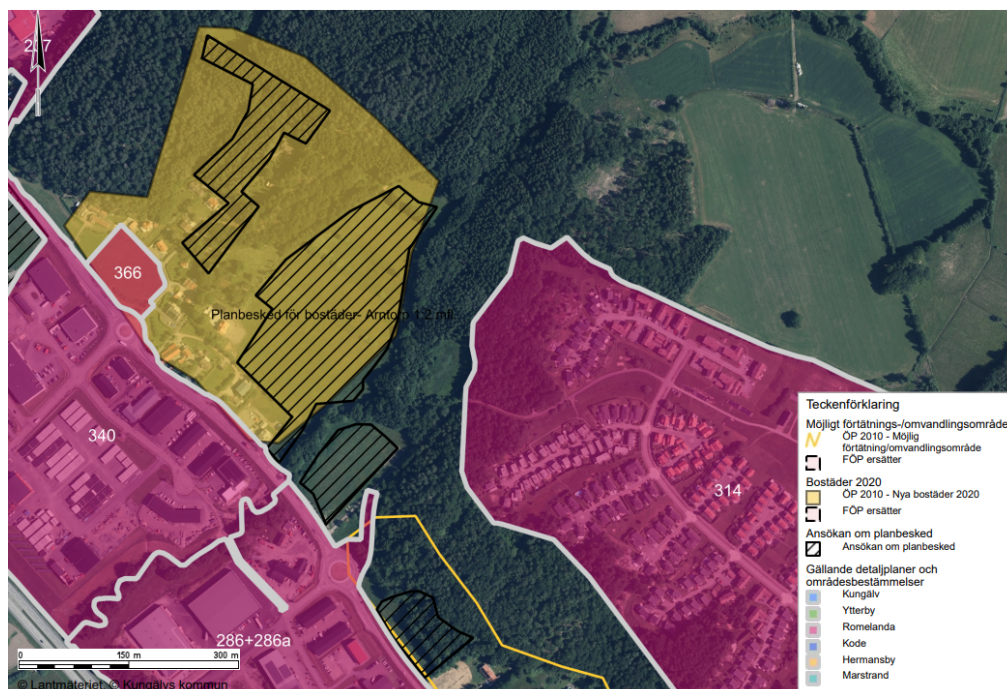 207
366
Planbesked för bostäder- Arntorp 1:2 mfl.
340
314
286+286a
0 150 m 300 m
© Lantmäteriet, © Kungälvs kommun
Teckenförklaring
Möjligt förtätnings-/omvandlingsområde
ÖP 2010 - Möjlig
förtätning/omvandlingsområde
FÖP ersätter
Bostäder 2020
ÖP 2010 - Nya bostäder 2020
FÖP ersätter
Ansökan om planbesked
Ansökan om planbesked
Gällande detaljplaner och
områdesbestämmelser
Kungälv
Ytterby
Romelanda
Kode
Hermansby
Marstrand